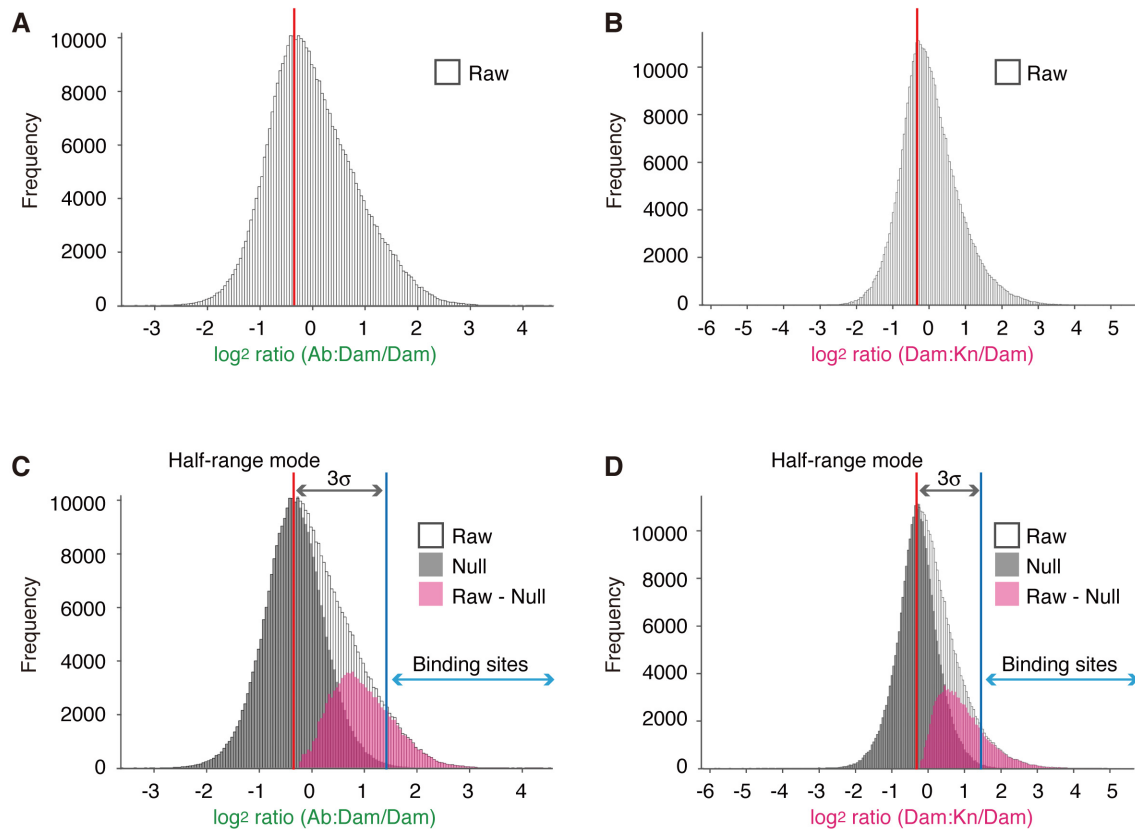 A
10000
8000
6000
4000
2000
0
Frequency
Raw
-3 -2 -1 0 1 2 3 4
log2 ratio (Ab:Dam/Dam)
B
10000
8000
6000
4000
2000
0
Frequency
Raw
-6 -5 -4 -3 -2 -1 0 1 2 3 4 5
log2 ratio (Dam:Kn/Dam)
C
Half-range mode
3σ
10000
8000
6000
4000
2000
0
Frequency
Raw
Null
Raw - Null
Binding sites
-3 -2 -1 0 1 2 3 4
log2 ratio (Ab:Dam/Dam)
D
Half-range mode
3σ
10000
8000
6000
4000
2000
0
Frequency
Raw
Null
Raw - Null
Binding sites
-6 -5 -4 -3 -2 -1 0 1 2 3 4 5
log2 ratio (Dam:Kn/Dam)